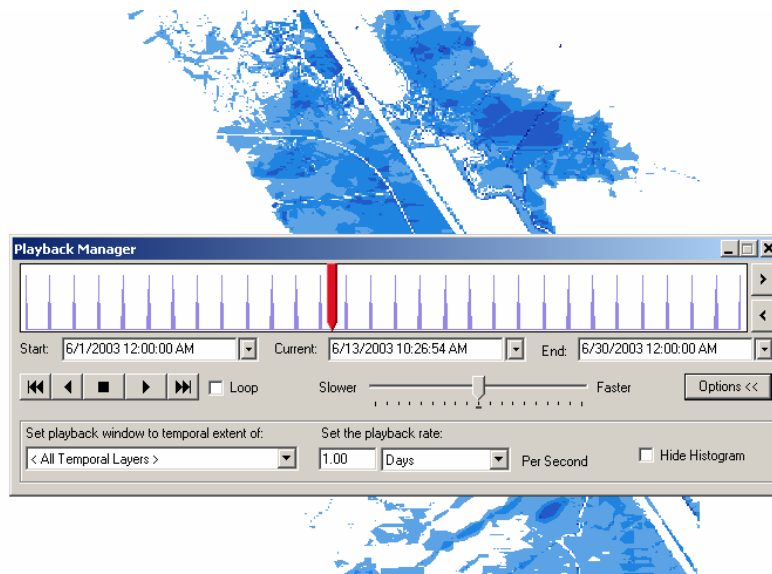 Playback Manager
Start: 6/1/2003 12:00:00 AM Current: 6/13/2003 10:26:54 AM End: 6/30/2003 12:00:00 AM
Loop Slower Faster Options <<
Set playback window to temporal extent of: Set the playback rate:
< All Temporal Layers > 1.00 Days Per Second Hide Histogram